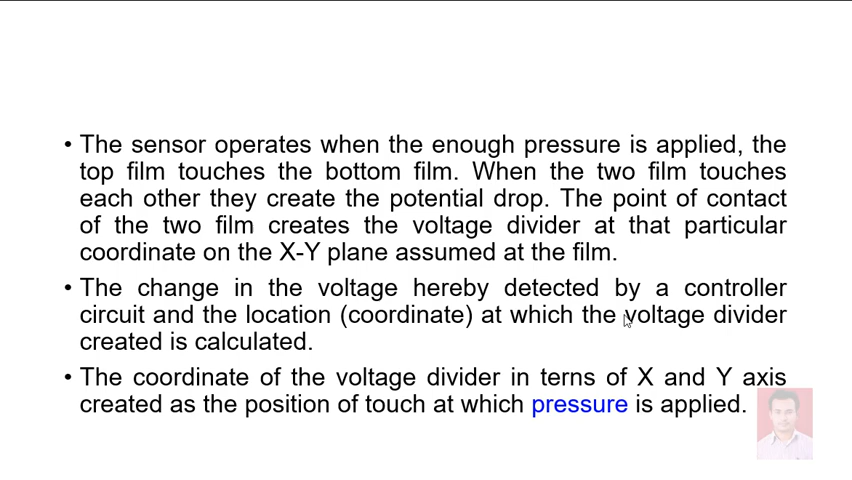 • The sensor operates when the enough pressure is applied, the
top film touches the bottom film. When the two film touches
each other they create the potential drop. The point of contact
of the two film creates the voltage divider at that particular
coordinate on the X-Y plane assumed at the film.
• The change in the voltage hereby detected by a controller
circuit and the location (coordinate) at which the voltage divider
created is calculated.
• The coordinate of the voltage divider in terns of X and Y axis
created as the position of touch at which pressure is applied.